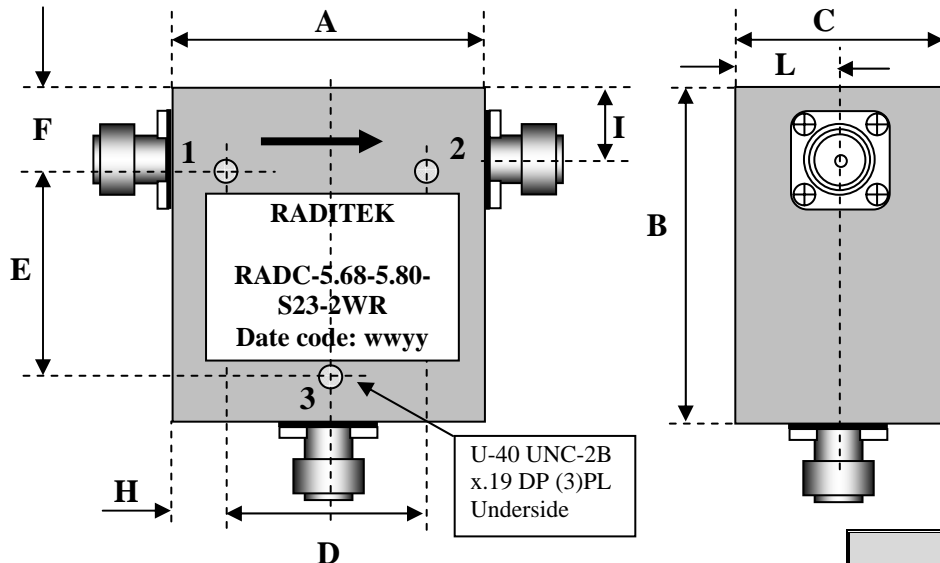 A
C
L
F
I
1
2
RADITEK
B
RADC-5.68-5.80-
S23-2WR
Date code: wwyy
E
3
U-40 UNC-2B
x.19 DP (3)PL
Underside
H
D